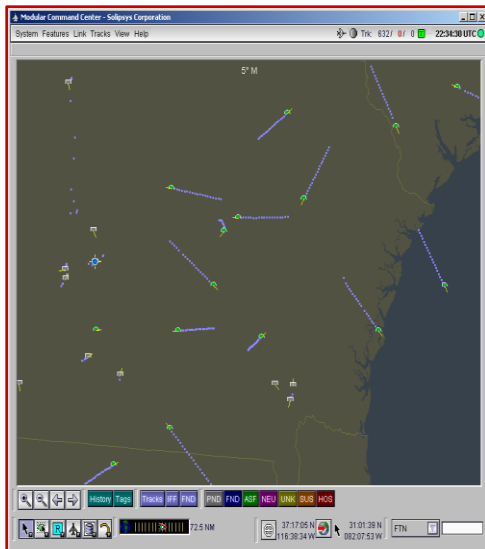 Modular Command Center - Solipsys Corporation
System Features Link Tracks View Help Trk: 632/ 0/ 0 T 22:34:30 UTC
5° M
History Tags Tracks IFF FND PND FND ASF NEU UNK SUS HOS
R 72.5 NM 37:17:05 N 116:38:34 W 31:01:39 N 082:07:53 W FTN